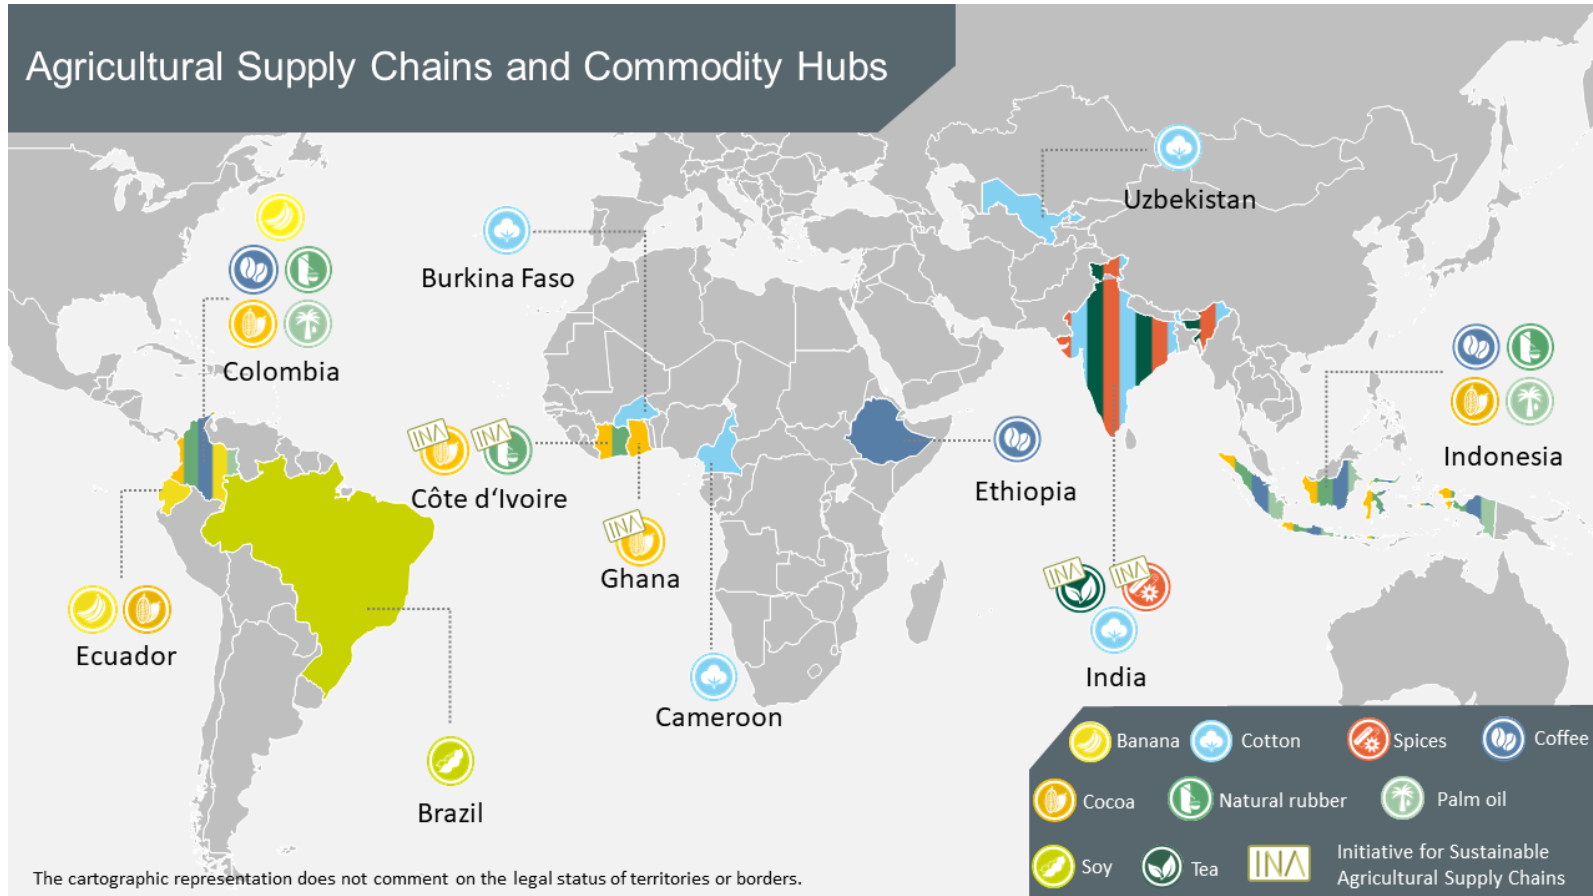 Agricultural Supply Chains and Commodity Hubs
Uzbekistan
Burkina Faso
Colombia
INA
INA
Côte d‘Ivoire
Ethiopia
Indonesia
INA
Ghana
INA
INA
India
Ecuador
Cameroon
Brazil
Banana
Cotton
Spices
Coffee
Cocoa
Natural rubber
Palm oil
Soy
Tea
INA
Initiative for Sustainable
Agricultural Supply Chains
The cartographic representation does not comment on the legal status of territories or borders.